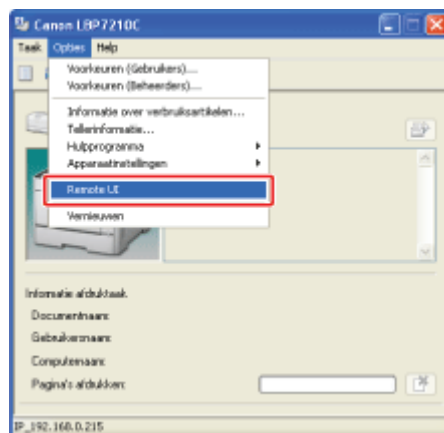 Canon LBP7210C
Taak Opties Help
Voorkeuren (Gebruikers)...
Voorkeuren (Beheerders)...
Informatie over verbruiksartikelen...
Tellerinformatie...
Hulpprogramma
Apparaatinstellingen
Remote UI
Vernieuwen
Informatie afdruktaak
Documentnaam:
Gebruikersnaam:
Computernaam:
Pagina's afdrukken:
IP_192.168.0.215